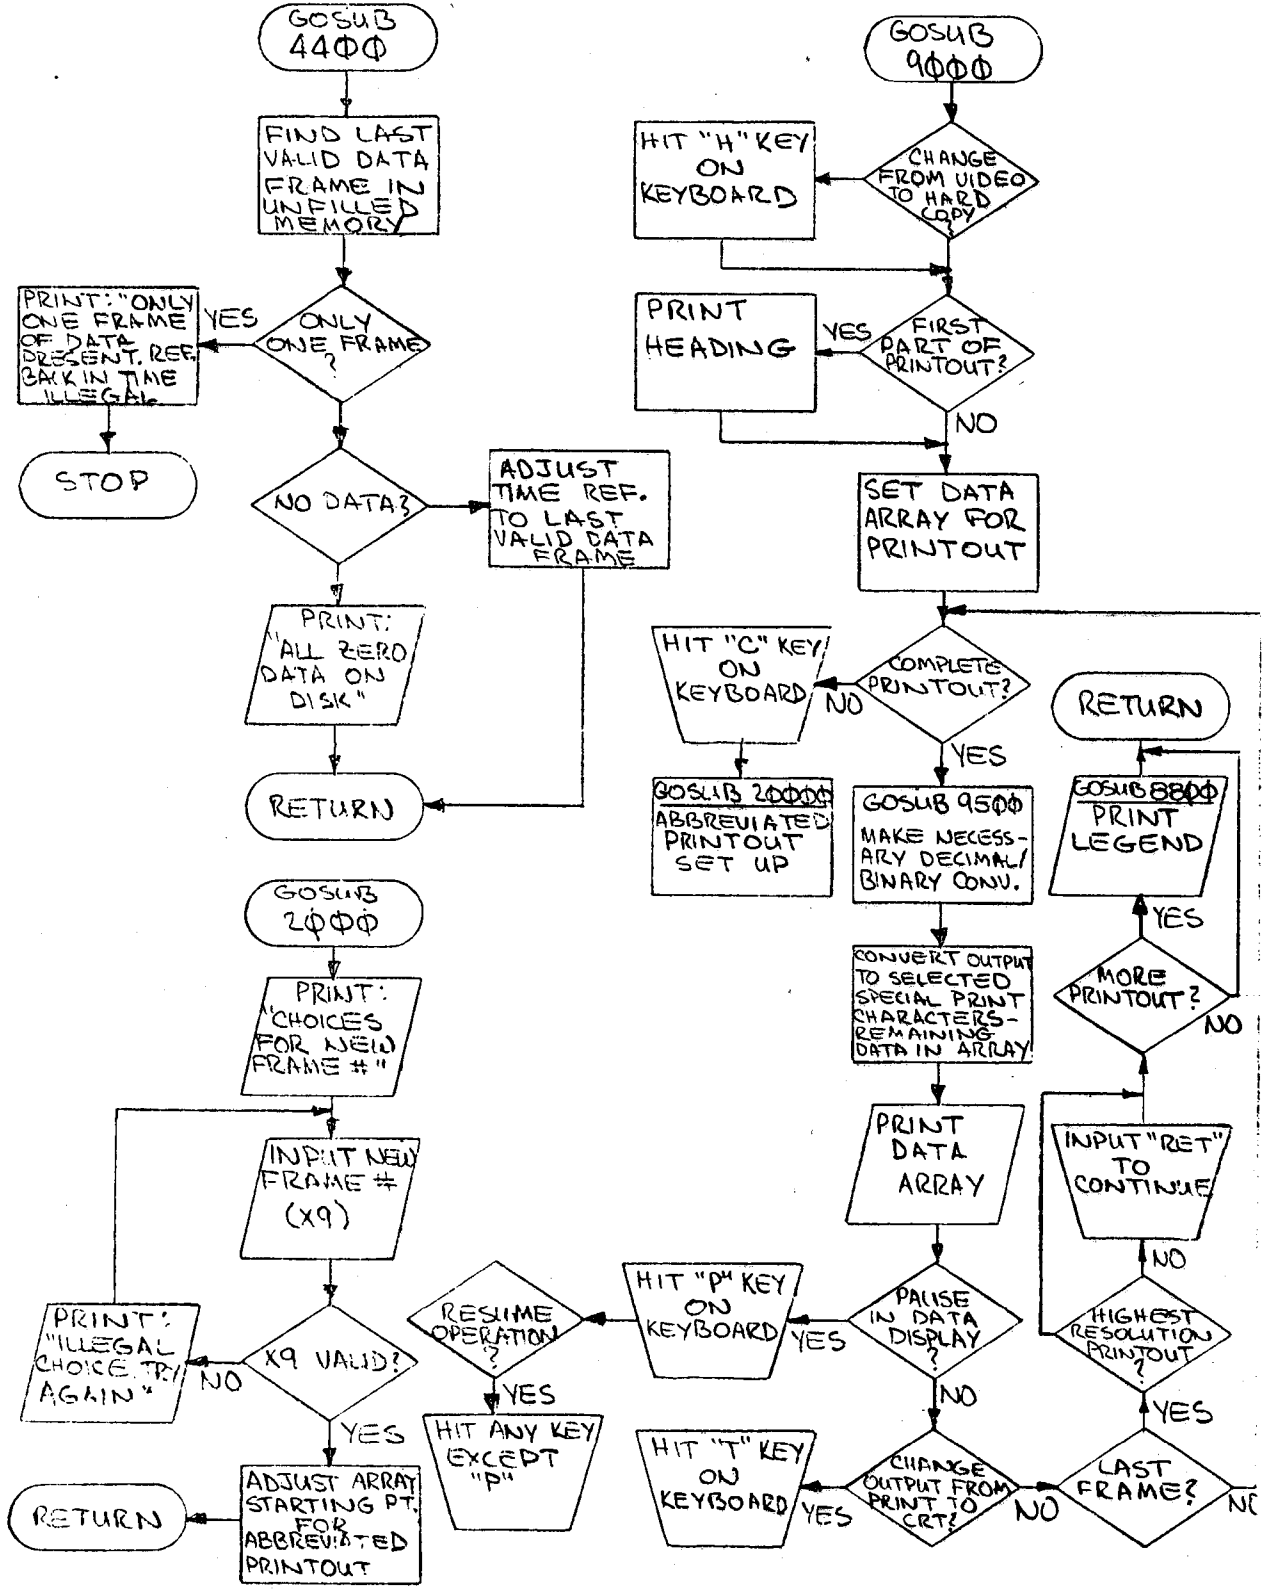 GOSUB
44ΦΦ
FIND LAST
VALID DATA
FRAME IN
UNFILLED
MEMORY
ONLY
ONE FRAME
?
YES
PRINT: "ONLY
ONE FRAME
OF DATA
PRESENT. REF.
BACK IN TIME
ILLEGAL
STOP
NO DATA?
ADJUST
TIME REF.
TO LAST
VALID DATA
FRAME
PRINT:
"ALL ZERO
DATA ON
DISK"
RETURN
GOSUB
2ΦΦΦ
PRINT:
"CHOICES
FOR NEW
FRAME #"
INPUT NEW
FRAME #
(X9)
X9 VALID?
NO
PRINT:
"ILLEGAL
CHOICE, TRY
AGAIN"
YES
ADJUST ARRAY
STARTING PT.
FOR
ABBREVIATED
PRINTOUT
RETURN
GOSUB
9ΦΦΦ
CHANGE
FROM VIDEO
TO HARD
COPY
?
HIT "H" KEY
ON
KEYBOARD
FIRST
PART OF
PRINTOUT?
YES
PRINT
HEADING
NO
SET DATA
ARRAY FOR
PRINTOUT
COMPLETE
PRINTOUT?
NO
HIT "C" KEY
ON
KEYBOARD
GOSUB 2ΦΦΦΦ
ABBREVIATED
PRINTOUT
SET UP
YES
GOSUB 95ΦΦ
MAKE NECESS-
ARY DECIMAL/
BINARY CONV.
CONVERT OUTPUT
TO SELECTED
SPECIAL PRINT
CHARACTERS-
REMAINING
DATA IN ARRAY
PRINT
DATA
ARRAY
PAUSE
IN DATA
DISPLAY
?
YES
HIT "P" KEY
ON
KEYBOARD
RESUME
OPERATION
?
YES
HIT ANY KEY
EXCEPT
"P"
NO
CHANGE
OUTPUT FROM
PRINT TO
CRT?
YES
HIT "T" KEY
ON
KEYBOARD
NO
LAST
FRAME?
NO
YES
HIGHEST
RESOLUTION
PRINTOUT
?
NO
INPUT "RET"
TO
CONTINUE
MORE
PRINTOUT?
NO
YES
GOSUB 88ΦΦ
PRINT
LEGEND
RETURN